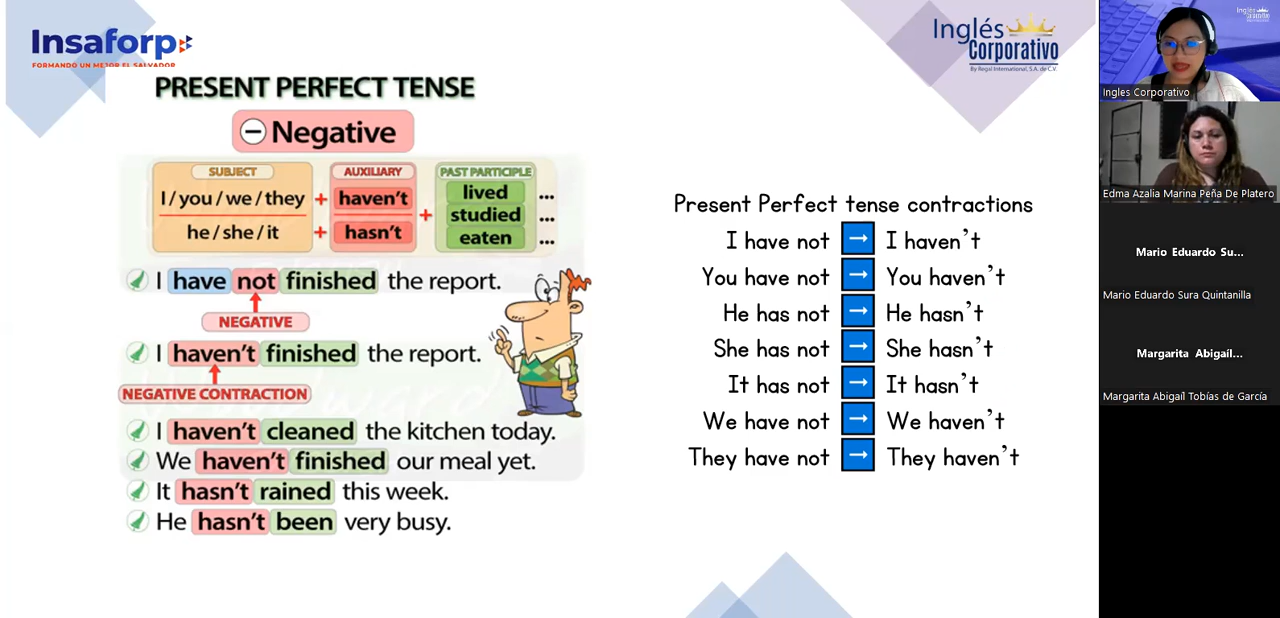 Insaforp
FORMANDO UN MEJOR EL SALVADOR
Inglés
Corporativo
By Regal International, S.A. de C.V.
PRESENT PERFECT TENSE
Negative
SUBJECT AUXILIARY PAST PARTICIPLE
I / you / we / they + haven't + lived ...
studied ...
he / she / it + hasn't eaten ...
I have not finished the report.
NEGATIVE
I haven't finished the report.
NEGATIVE CONTRACTION
I haven't cleaned the kitchen today.
We haven't finished our meal yet.
It hasn't rained this week.
He hasn't been very busy.
Present Perfect tense contractions
I have not → I haven't
You have not → You haven't
He has not → He hasn't
She has not → She hasn't
It has not → It hasn't
We have not → We haven't
They have not → They haven't
Ingles Corporativo
Edma Azalia Marina Peña De Platero
Mario Eduardo Su...
Mario Eduardo Sura Quintanilla
Margarita Abigaíl...
Margarita Abigaíl Tobías de García